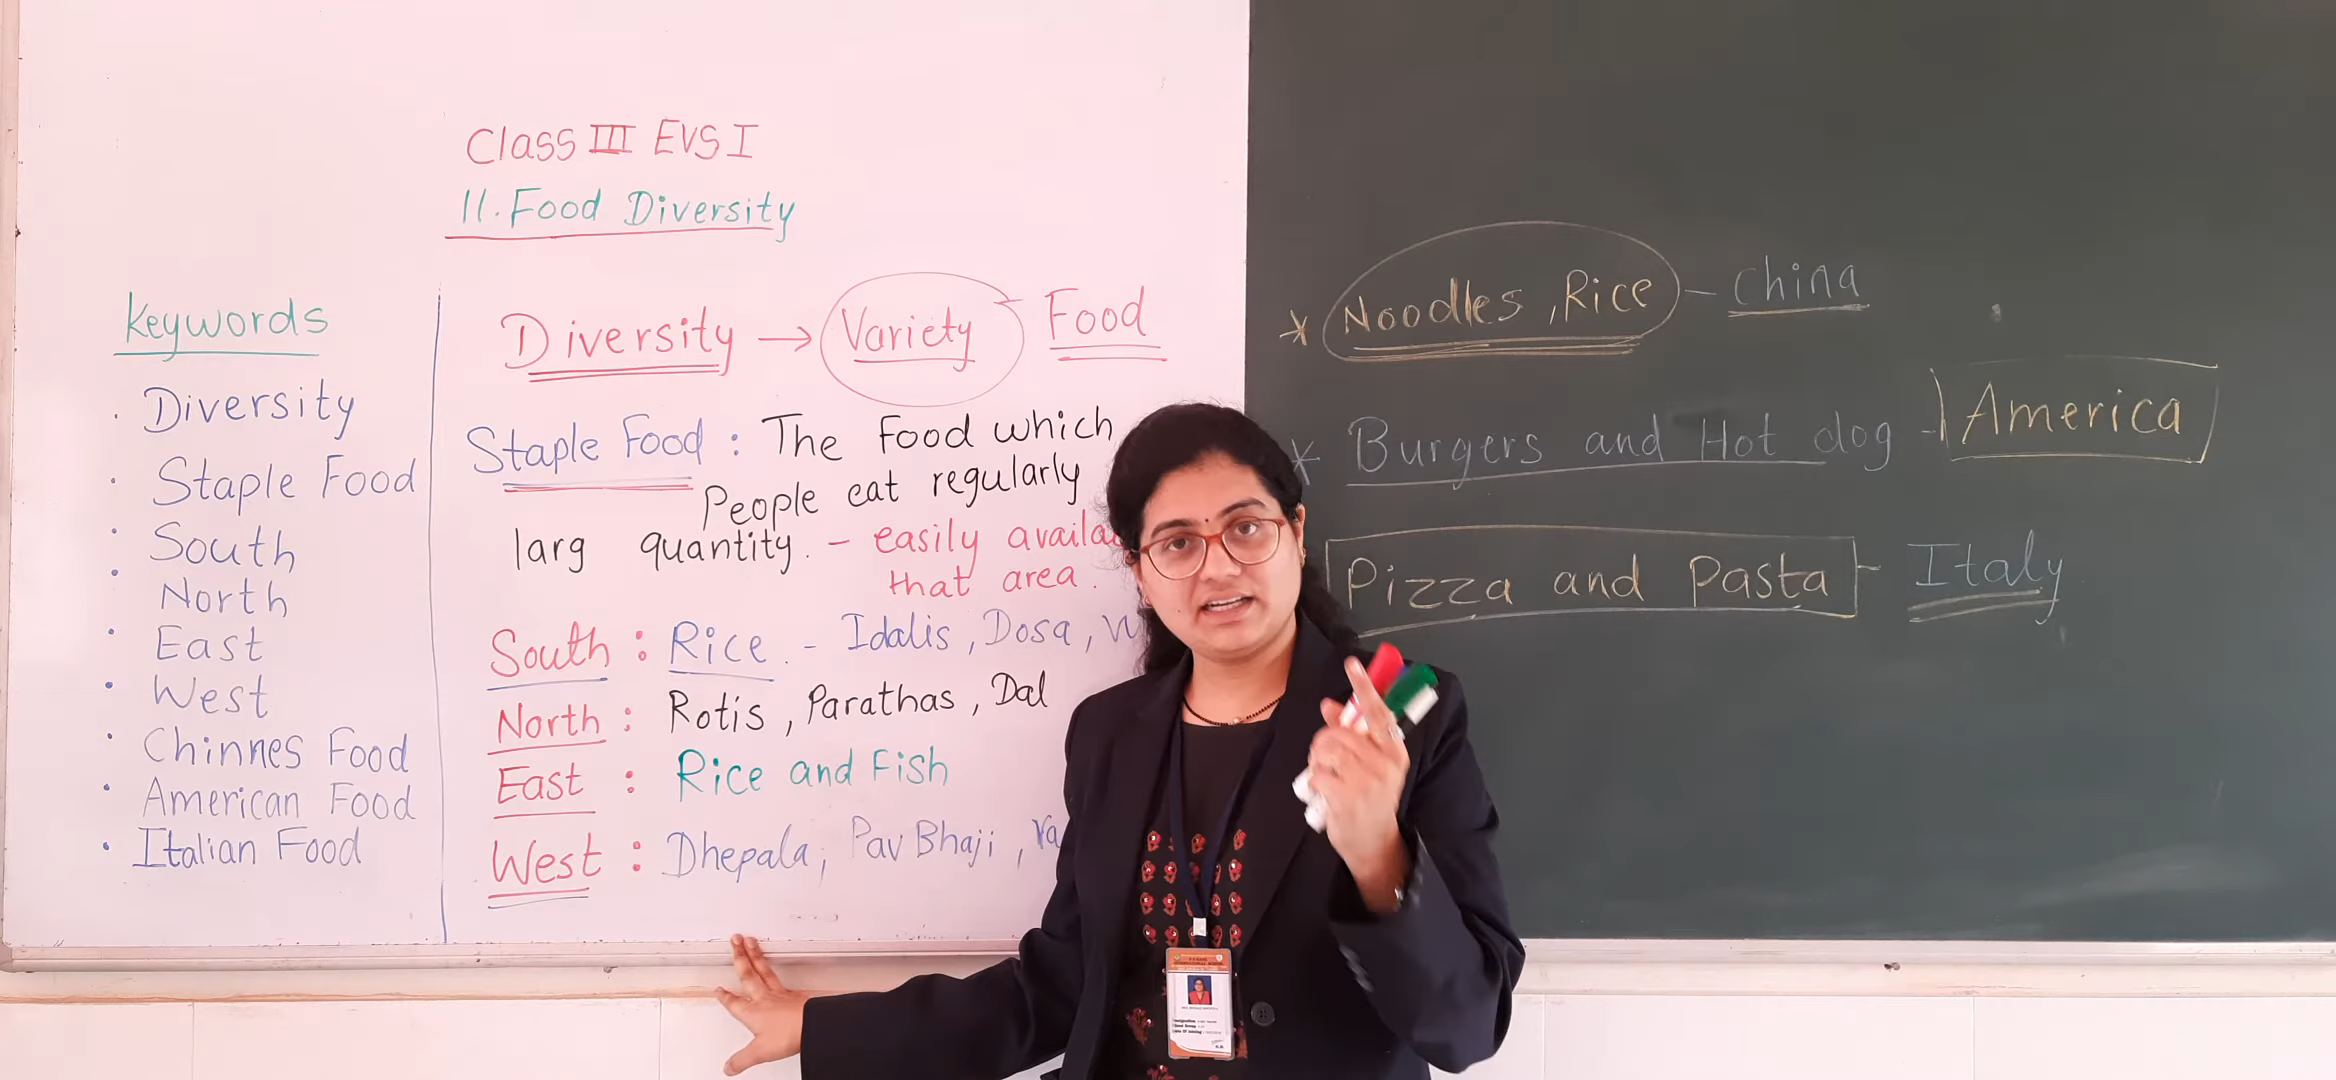 Class III EVS I
11. Food Diversity
Keywords
. Diversity
. Staple Food
. South
. North
. East
. West
. Chinnes Food
. American Food
. Italian Food
Diversity → Variety Food
Staple Food : The Food which
People eat regularly
larg quantity. - easily availa
that area.
South : Rice. - Idalis, Dosa,
North : Rotis, Parathas, Dal
East : Rice and Fish
West : Dhepala, Pav Bhaji, Va
* Noodles, Rice - China
* Burgers and Hot dog - America
Pizza and Pasta - Italy